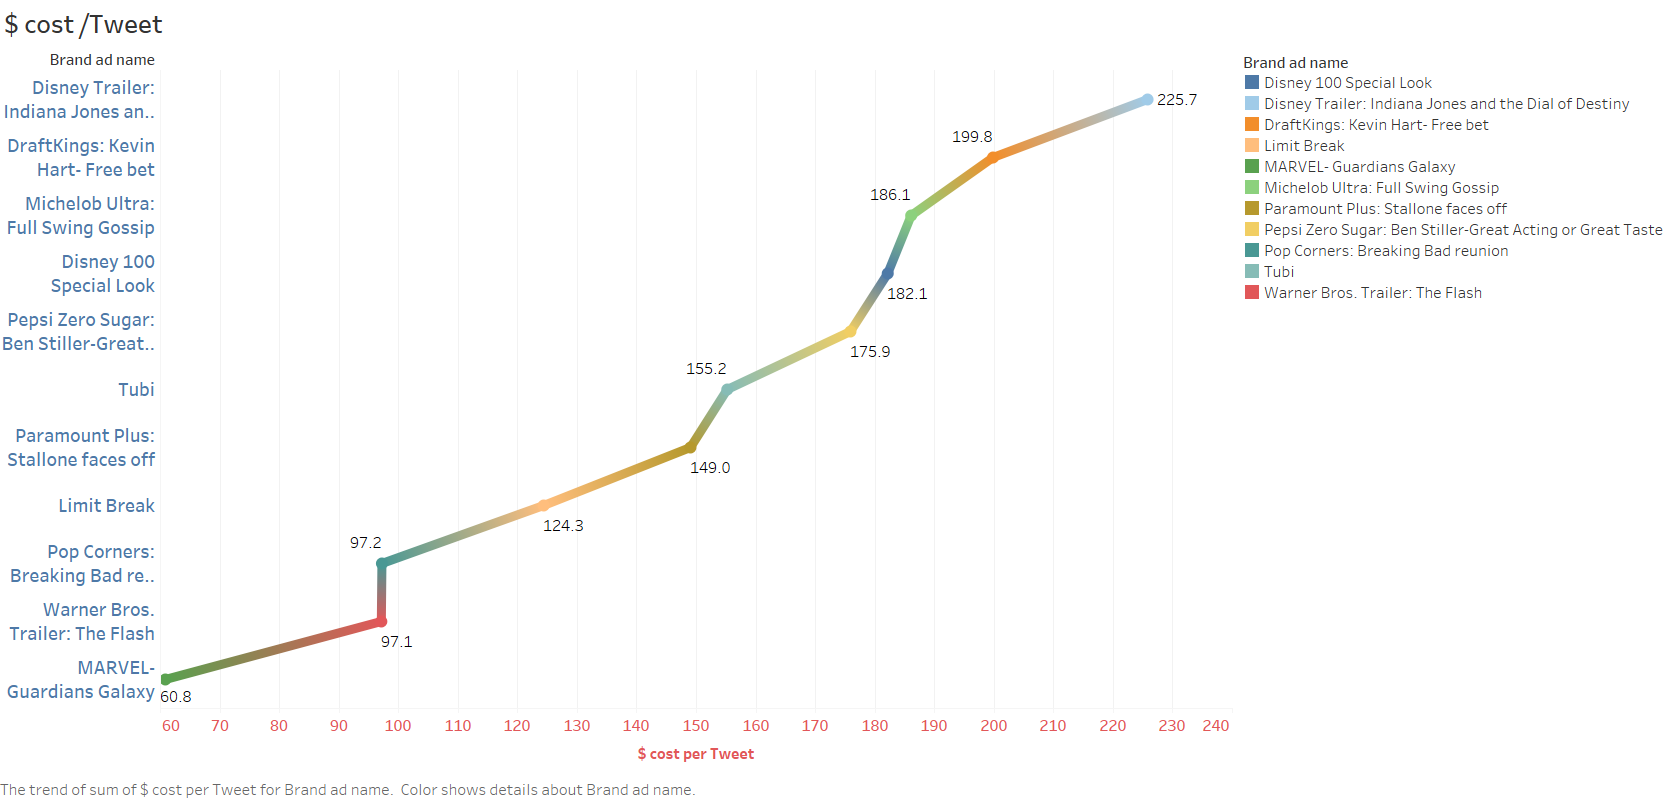 $ cost /Tweet
Brand ad name
Disney Trailer:
Indiana Jones an..
DraftKings: Kevin
Hart- Free bet
Michelob Ultra:
Full Swing Gossip
Disney 100
Special Look
Pepsi Zero Sugar:
Ben Stiller-Great..
Tubi
Paramount Plus:
Stallone faces off
Limit Break
Pop Corners:
Breaking Bad re..
Warner Bros.
Trailer: The Flash
MARVEL-
Guardians Galaxy
225.7
199.8
186.1
182.1
175.9
155.2
149.0
124.3
97.2
97.1
60.8
60 70 80 90 100 110 120 130 140 150 160 170 180 190 200 210 220 230 240
$ cost per Tweet
Brand ad name
Disney 100 Special Look
Disney Trailer: Indiana Jones and the Dial of Destiny
DraftKings: Kevin Hart- Free bet
Limit Break
MARVEL- Guardians Galaxy
Michelob Ultra: Full Swing Gossip
Paramount Plus: Stallone faces off
Pepsi Zero Sugar: Ben Stiller-Great Acting or Great Taste
Pop Corners: Breaking Bad reunion
Tubi
Warner Bros. Trailer: The Flash
The trend of sum of $ cost per Tweet for Brand ad name.  Color shows details about Brand ad name.